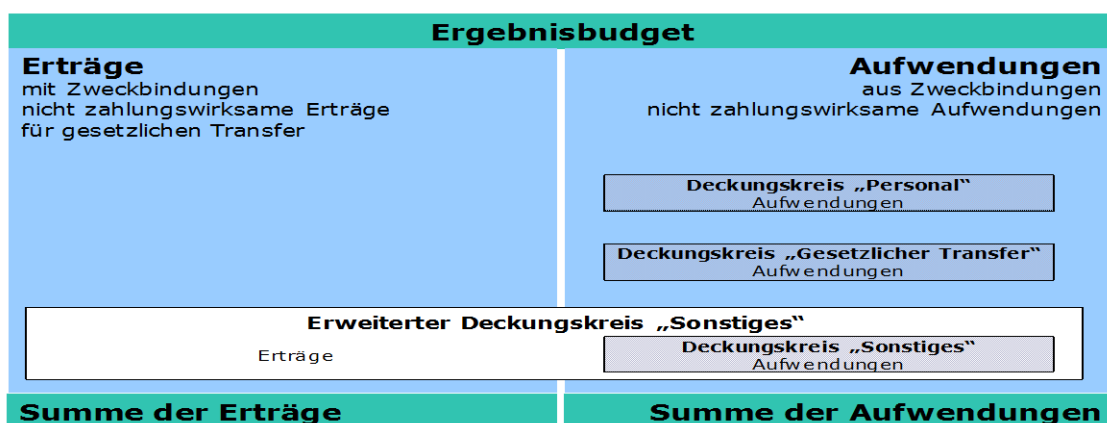 Ergebnisbudget
Erträge
mit Zweckbindungen
nicht zahlungswirksame Erträge
für gesetzlichen Transfer
Aufwendungen
aus Zweckbindungen
nicht zahlungswirksame Aufwendungen
Deckungskreis „Personal“
Aufwendungen
Deckungskreis „Gesetzlicher Transfer“
Aufwendungen
Erweiterter Deckungskreis „Sonstiges“
Erträge
Deckungskreis „Sonstiges“
Aufwendungen
Summe der Erträge
Summe der Aufwendungen